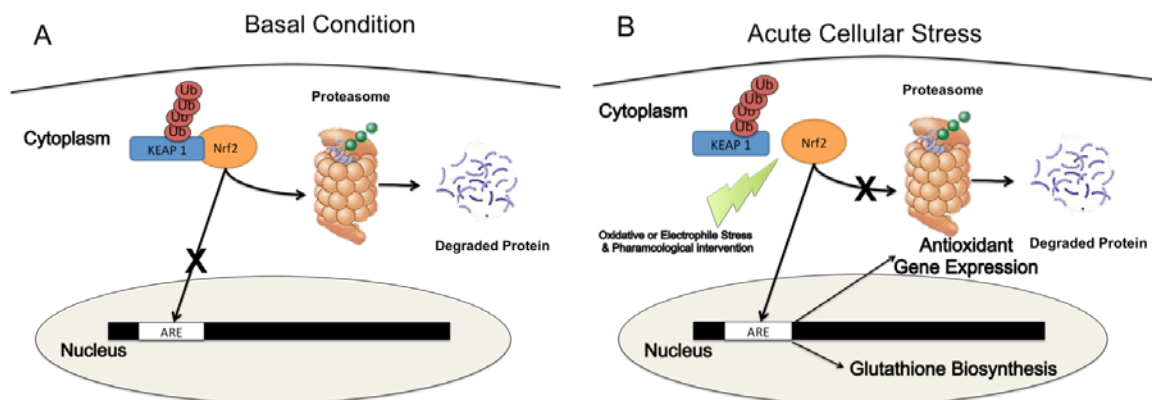 A
Basal Condition
Ub
Ub
Ub
Ub
Cytoplasm
KEAP 1
Nrf2
Proteasome
Degraded Protein
X
ARE
Nucleus
B
Acute Cellular Stress
Ub
Ub
Ub
Ub
Cytoplasm
KEAP 1
Nrf2
Proteasome
X
Oxidative or Electrophile Stress
& Pharamcological intervention
Degraded Protein
Antioxidant
Gene Expression
ARE
Nucleus
Glutathione Biosynthesis